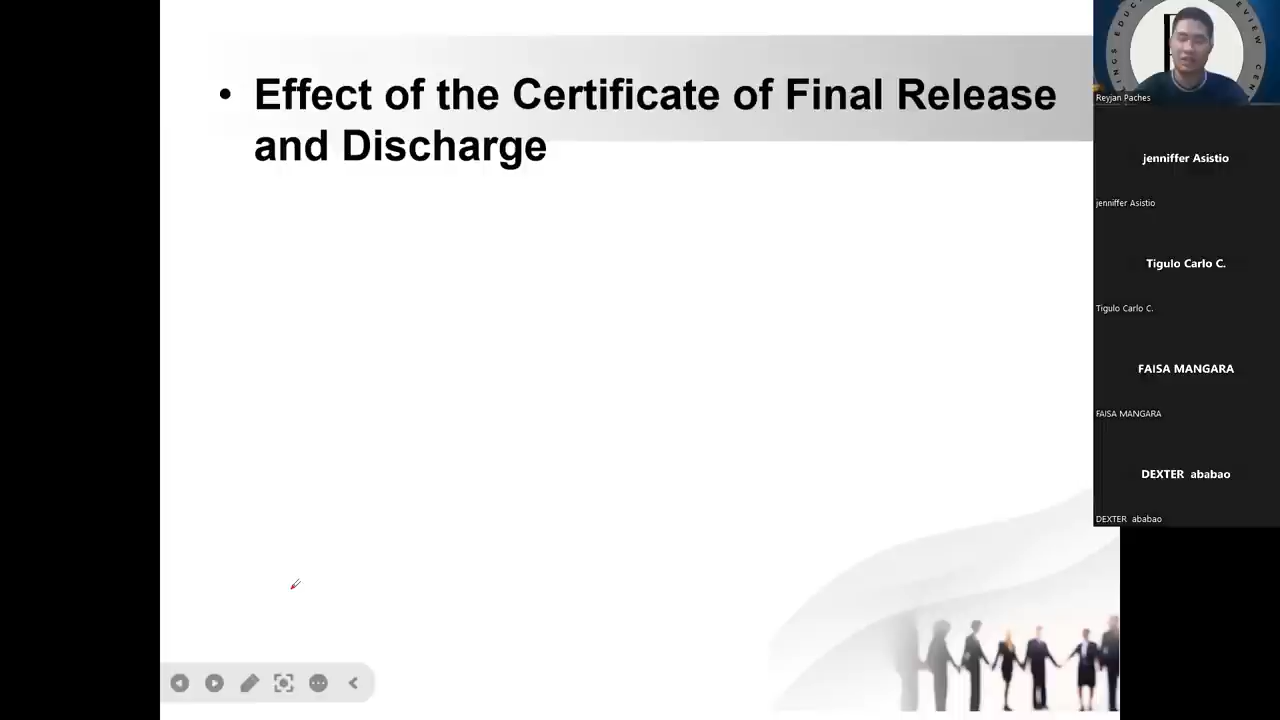 • Effect of the Certificate of Final Release
and Discharge
Reyjan Paches
jenniffer Asistio
jenniffer Asistio
Tigulo Carlo C.
Tigulo Carlo C.
FAISA MANGARA
FAISA MANGARA
DEXTER ababao
DEXTER ababao